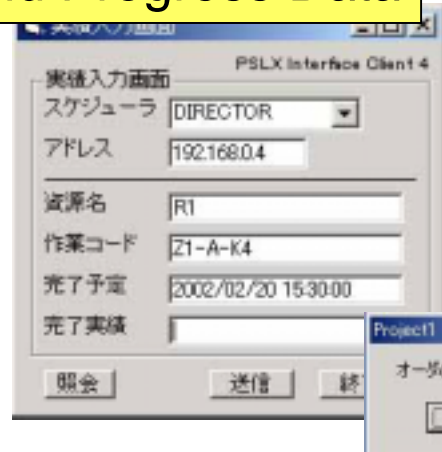 Progress Data
実績入力画面
PSLX Interface Client 4
実績入力画面
スケジューラ DIRECTOR
アドレス 192.168.0.4
資源名 R1
作業コード Z1-A-K4
完了予定 2002/02/20 15:30:00
完了実績
Project1
照会 送信